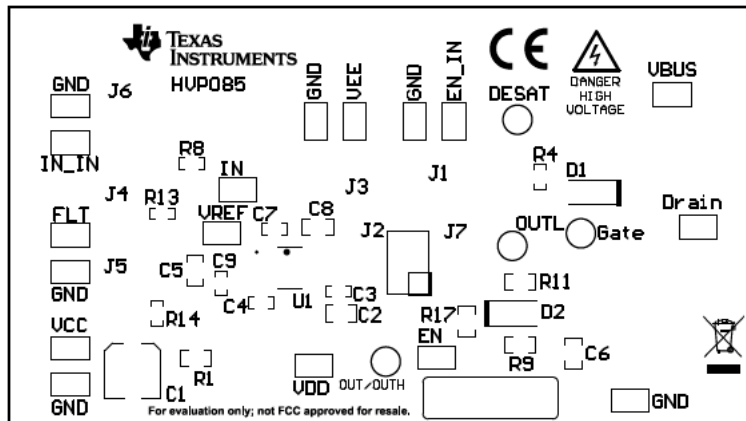 TEXAS
INSTRUMENTS
HVP085
GND
J6
IN_IN
GND
VEE
GND
EN_IN
CE
DESAT
DANGER
HIGH
VOLTAGE
VBUS
R8
IN
J4
R13
J3
J1
R4
D1
FLT
VREF
C7
C8
J2
J7
OUTL
Gate
Drain
J5
GND
C5
C9
C4
U1
C3
C2
R11
R14
R17
D2
VCC
GND
C1
R1
VDD
OUT/OUTH
EN
R9
C6
GND
For evaluation only; not FCC approved for resale.